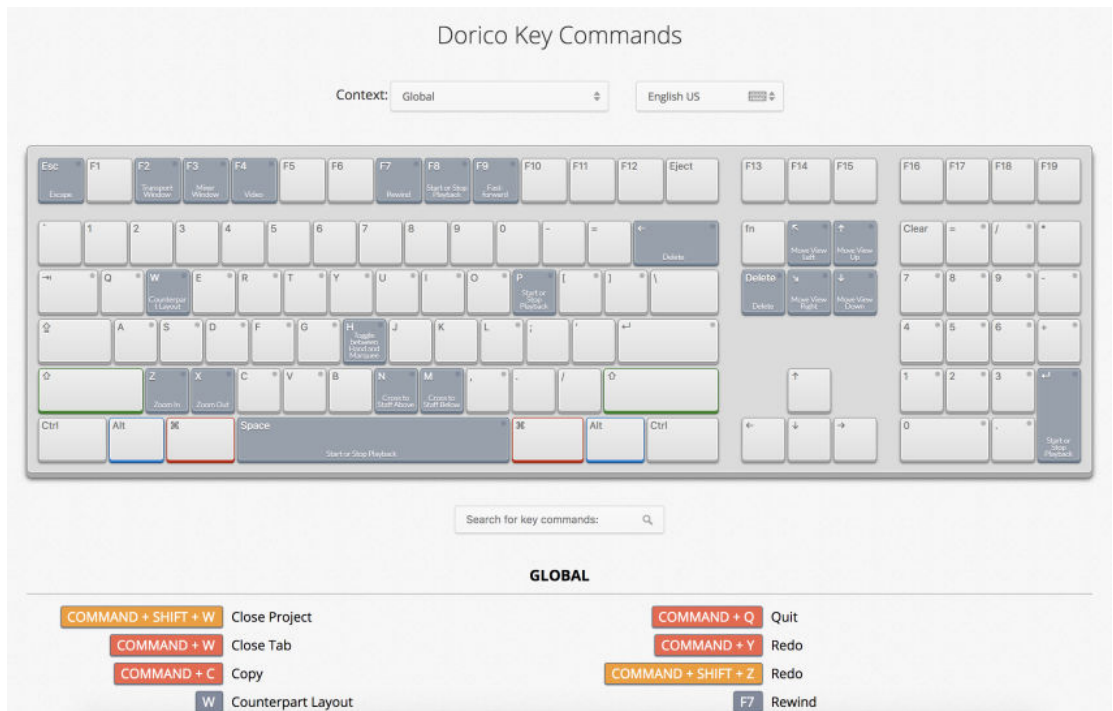 Dorico Key Commands
Context: Global English US
Esc F1 F2 F3 F4 F5 F6 F7 F8 F9 F10 F11 F12 Eject F13 F14 F15 F16 F17 F18 F19
Escape Transport Window Mixer Window Video Rewind Start or Stop Playback Fast-forward
` 1 2 3 4 5 6 7 8 9 0 - = ← fn ↖ ↑ Clear = / *
Delete Move View Left Move View Up
⇥ Q W E R T Y U I O P [ ] \ Delete ↘ ↓ 7 8 9 -
Counterpart Layout Start or Stop Playback Delete Move View Right Move View Down
⇪ A S D F G H J K L ; ' ↵ 4 5 6 +
Toggle between Hand and Marquee
⇧ Z X C V B N M , . / ⇧ ↑ 1 2 3 ↵
Zoom In Zoom Out Cross to Staff Above Cross to Staff Below
Ctrl Alt ⌘ Space ⌘ Alt Ctrl ← ↓ → 0 .
Start or Stop Playback Start or Stop Playback
Search for key commands:
GLOBAL
COMMAND + SHIFT + W Close Project COMMAND + Q Quit
COMMAND + W Close Tab COMMAND + Y Redo
COMMAND + C Copy COMMAND + SHIFT + Z Redo
W Counterpart Layout F7 Rewind